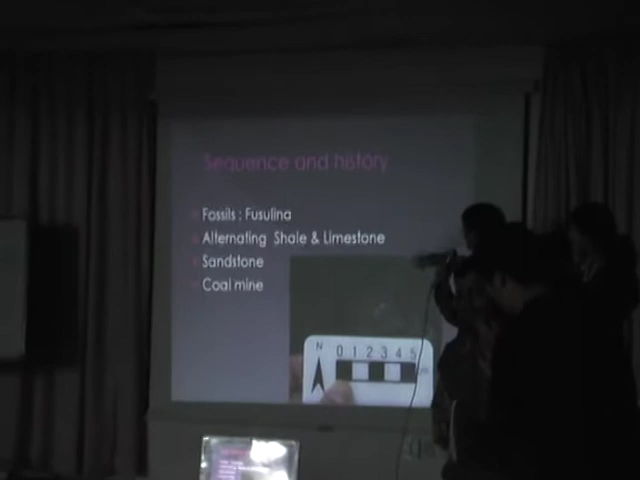 Sequence and history
Fossils : Fusulina
Alternating Shale & Limestone
Sandstone
Coal mine
N 0 1 2 3 4 5